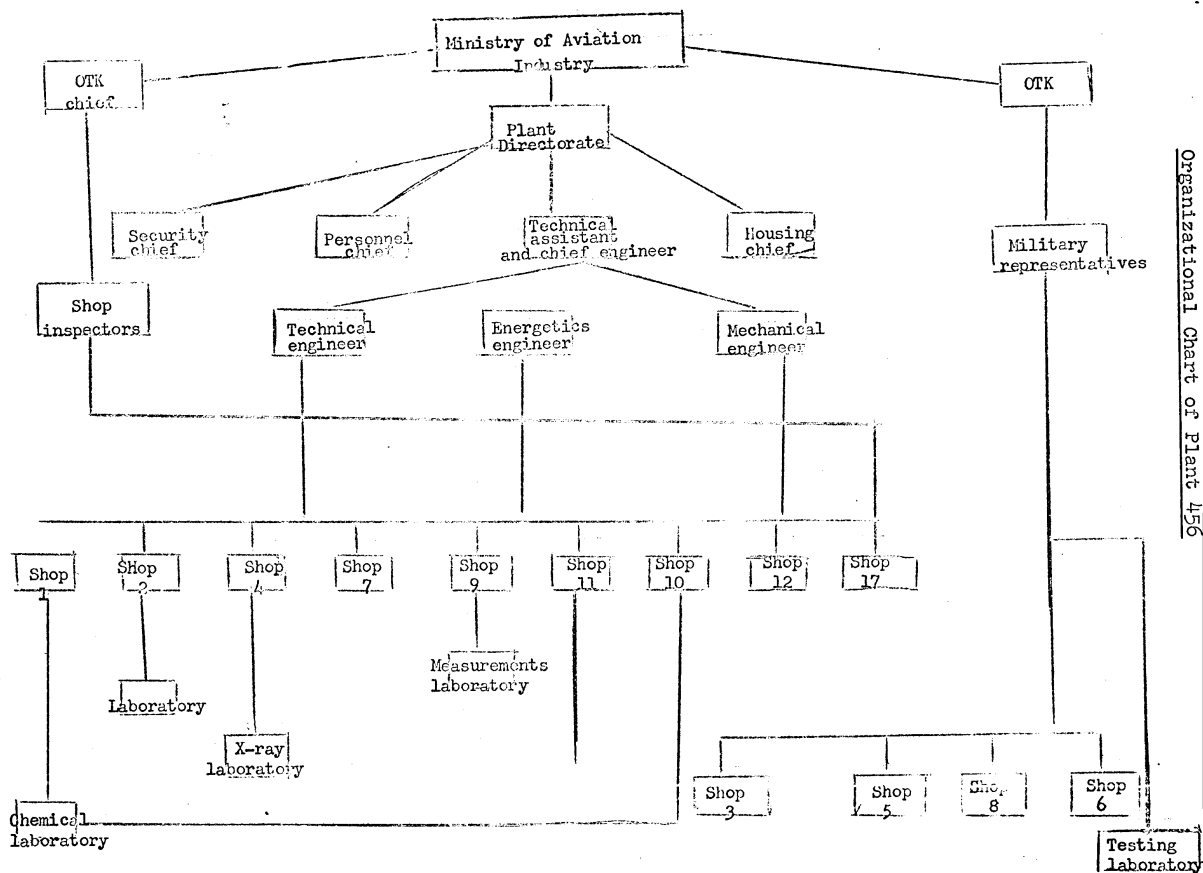 Organizational Chart of Plant 456
Ministry of Aviation
Industry
OTK
chief
OTK
Plant
Directorate
Security
chief
Personnel
chief
Technical
assistant
and chief engineer
Housing
chief
Military
representatives
Shop
inspectors
Technical
engineer
Energetics
engineer
Mechanical
engineer
Shop
1
SHop
2
Shop
4
Shop
7
Shop
9
Shop
11
Shop
10
Shop
12
Shop
17
Measurements
laboratory
Laboratory
X-ray
laboratory
Shop
3
Shop
5
Shop
8
Shop
6
Chemical
laboratory
Testing
laboratory